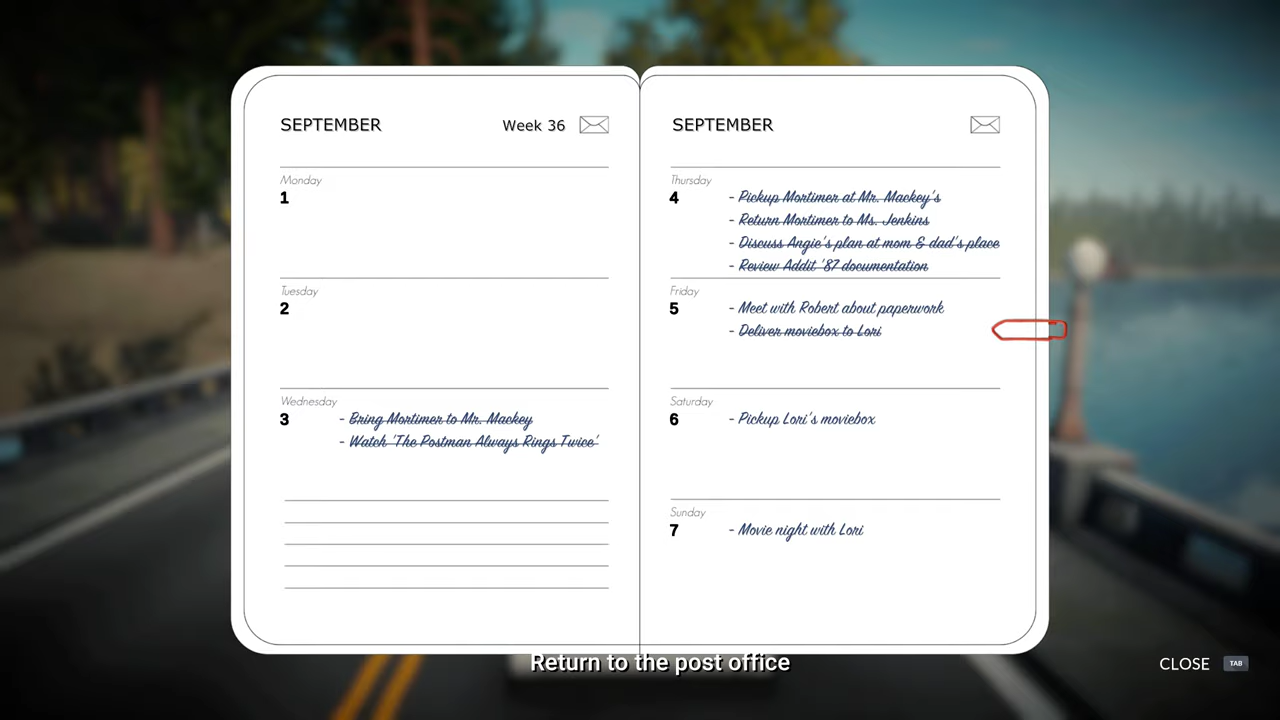 SEPTEMBER Week 36
Monday
1
Tuesday
2
Wednesday
3 - Bring Mortimer to Mr. Mackey
- Watch 'The Postman Always Rings Twice'
SEPTEMBER
Thursday
4 - Pickup Mortimer at Mr. Mackey's
- Return Mortimer to Ms. Jenkins
- Discuss Angie's plan at mom & dad's place
- Review Addit '87 documentation
Friday
5 - Meet with Robert about paperwork
- Deliver moviebox to Lori
Saturday
6 - Pickup Lori's moviebox
Sunday
7 - Movie night with Lori
Return to the post office
CLOSE TAB